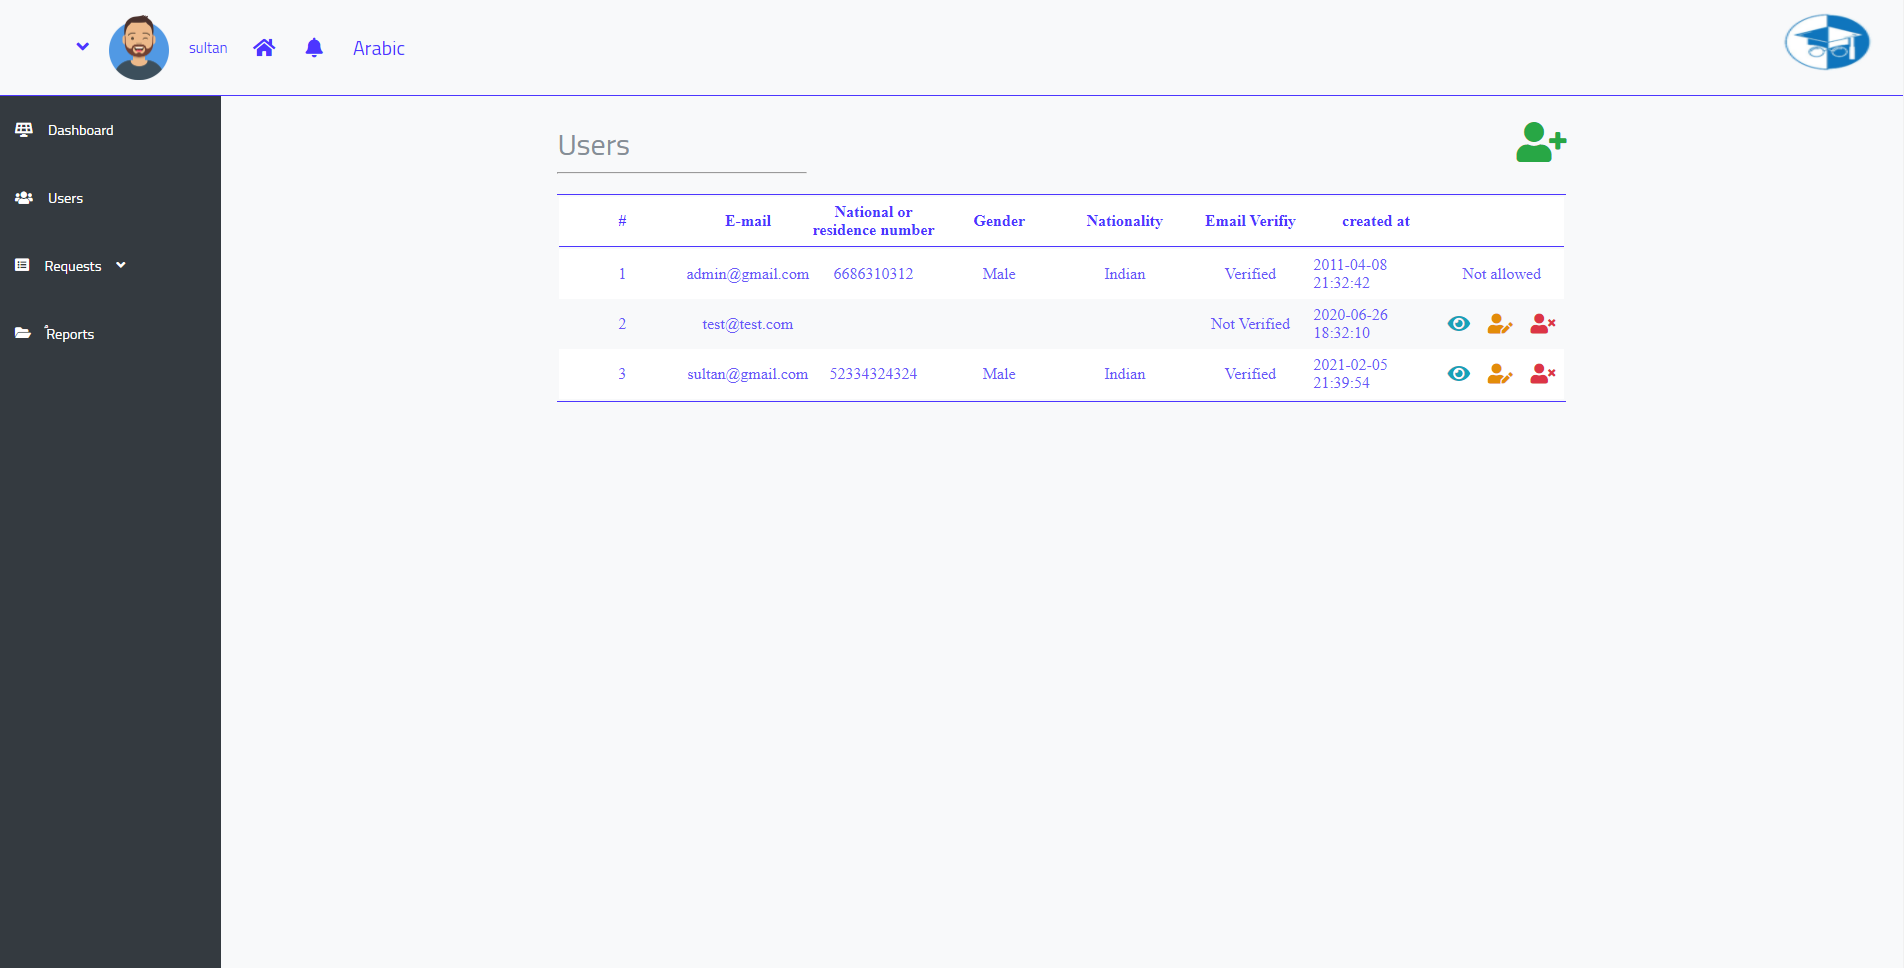 sultan
Arabic
Dashboard
Users
Requests
Reports
Users
# E-mail National or residence number Gender Nationality Email Verifiy created at
1 admin@gmail.com 6686310312 Male Indian Verified 2011-04-08 21:32:42 Not allowed
2 test@test.com Not Verified 2020-06-26 18:32:10
3 sultan@gmail.com 52334324324 Male Indian Verified 2021-02-05 21:39:54